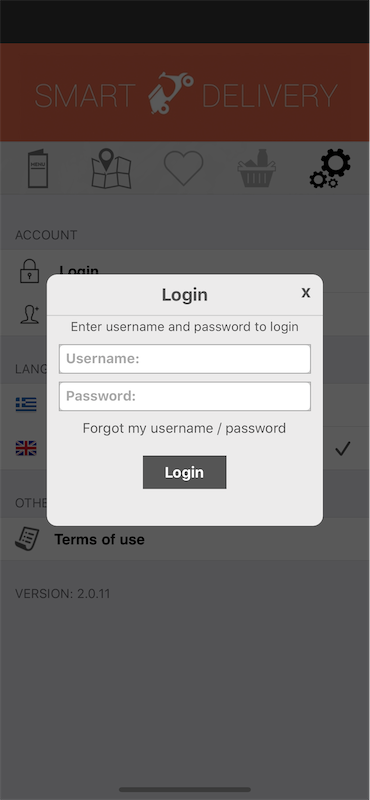 SMART DELIVERY
MENU
ACCOUNT
Login
Login
X
Enter username and password to login
Username:
Password:
Forgot my username / password
Login
LANG
OTHE
Terms of use
VERSION: 2.0.11